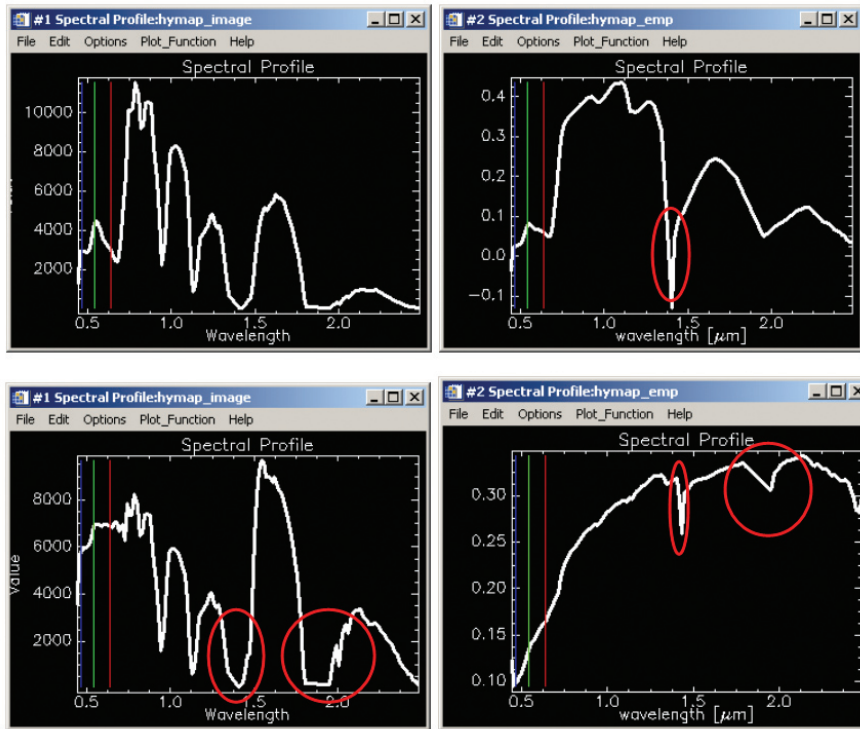 #1 Spectral Profile:hymap_image
File Edit Options Plot_Function Help
Spectral Profile
10000
8000
6000
4000
2000
0.5 1.0 1.5 2.0
Wavelength
#2 Spectral Profile:hymap_emp
File Edit Options Plot_Function Help
Spectral Profile
0.4
0.3
0.2
0.1
0.0
−0.1
0.5 1.0 1.5 2.0
wavelength [μm]
#1 Spectral Profile:hymap_image
File Edit Options Plot_Function Help
Spectral Profile
8000
6000
4000
2000
Value
0.5 1.0 1.5 2.0
Wavelength
#2 Spectral Profile:hymap_emp
File Edit Options Plot_Function Help
Spectral Profile
0.30
0.25
0.20
0.15
0.10
0.5 1.0 1.5 2.0
wavelength [μm]